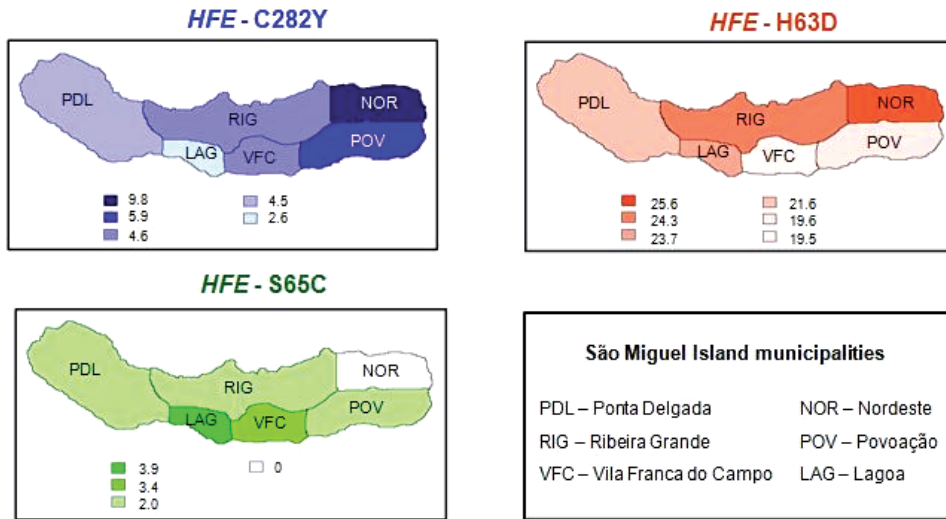 HFE - C282Y
PDL
RIG
NOR
LAG
VFC
POV
9.8
5.9
4.6
4.5
2.6
HFE - H63D
PDL
RIG
NOR
LAG
VFC
POV
25.6
24.3
23.7
21.6
19.6
19.5
HFE - S65C
PDL
RIG
NOR
LAG
VFC
POV
3.9
3.4
2.0
0
São Miguel Island municipalities
PDL – Ponta Delgada
NOR – Nordeste
RIG – Ribeira Grande
POV – Povoação
VFC – Vila Franca do Campo
LAG – Lagoa